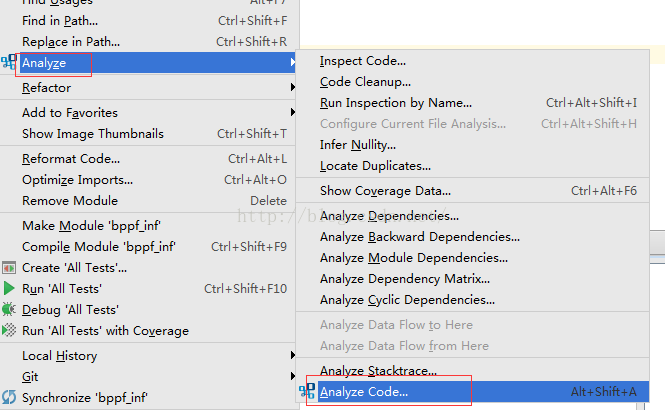 Find Usages Alt+F7
Find in Path... Ctrl+Shift+F
Replace in Path... Ctrl+Shift+R
Analyze
Refactor
Add to Favorites
Show Image Thumbnails Ctrl+Shift+T
Reformat Code... Ctrl+Alt+L
Optimize Imports... Ctrl+Alt+O
Remove Module Delete
Make Module 'bppf_inf'
Compile Module 'bppf_inf' Ctrl+Shift+F9
Create 'All Tests'...
Run 'All Tests' Ctrl+Shift+F10
Debug 'All Tests'
Run 'All Tests' with Coverage
Local History
Git
Synchronize 'bppf_inf'
Inspect Code...
Code Cleanup...
Run Inspection by Name... Ctrl+Alt+Shift+I
Configure Current File Analysis... Ctrl+Alt+Shift+H
Infer Nullity...
Locate Duplicates...
Show Coverage Data... Ctrl+Alt+F6
Analyze Dependencies...
Analyze Backward Dependencies...
Analyze Module Dependencies...
Analyze Dependency Matrix...
Analyze Cyclic Dependencies...
Analyze Data Flow to Here
Analyze Data Flow from Here
Analyze Stacktrace...
Analyze Code... Alt+Shift+A